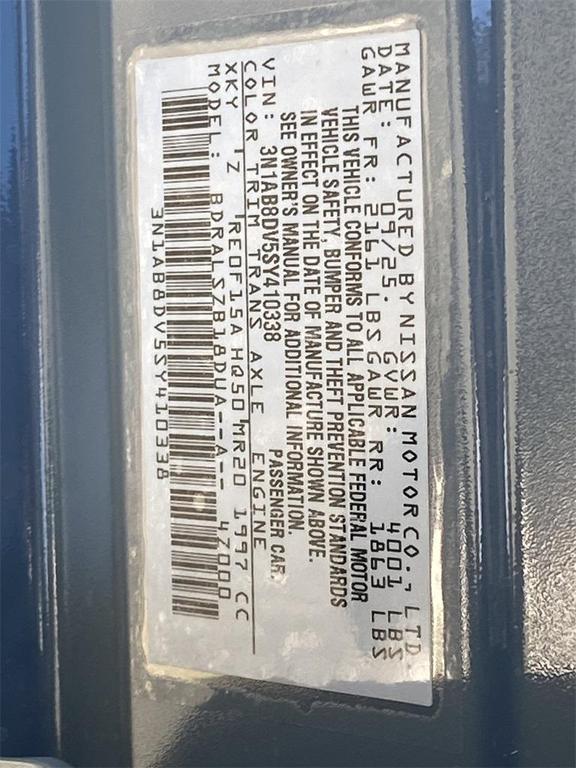 MANUFACTURED BY NISSAN MOTOR CO., LTD.
DATE: 09/25. GVWR: 4001 LBS
GAWR FR: 2161 LBS GAWR RR: 1863 LBS
THIS VEHICLE CONFORMS TO ALL APPLICABLE FEDERAL MOTOR
VEHICLE SAFETY, BUMPER AND THEFT PREVENTION STANDARDS
IN EFFECT ON THE DATE OF MANUFACTURE SHOWN ABOVE.
SEE OWNER'S MANUAL FOR ADDITIONAL INFORMATION.
VIN: 3N1AB8DV5SY410338 PASSENGER CAR.
COLOR TRIM TRANS AXLE ENGINE
XKY Z RE0F15A HQ50 MR20 1997 CC
MODEL: BDRALSZB18DUA--A-- 47000
3N1AB8DV5SY410338